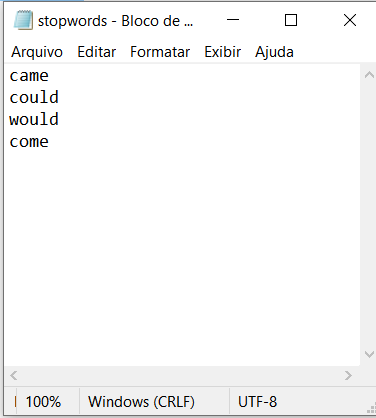 stopwords - Bloco de ...
Arquivo Editar Formatar Exibir Ajuda
came
could
would
come
100% Windows (CRLF) UTF-8